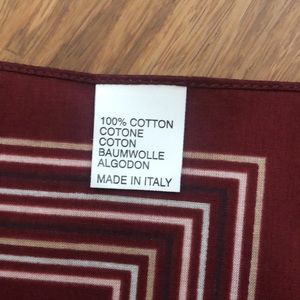 100% COTTON
COTONE
COTON
BAUMWOLLE
ALGODON
MADE IN ITALY